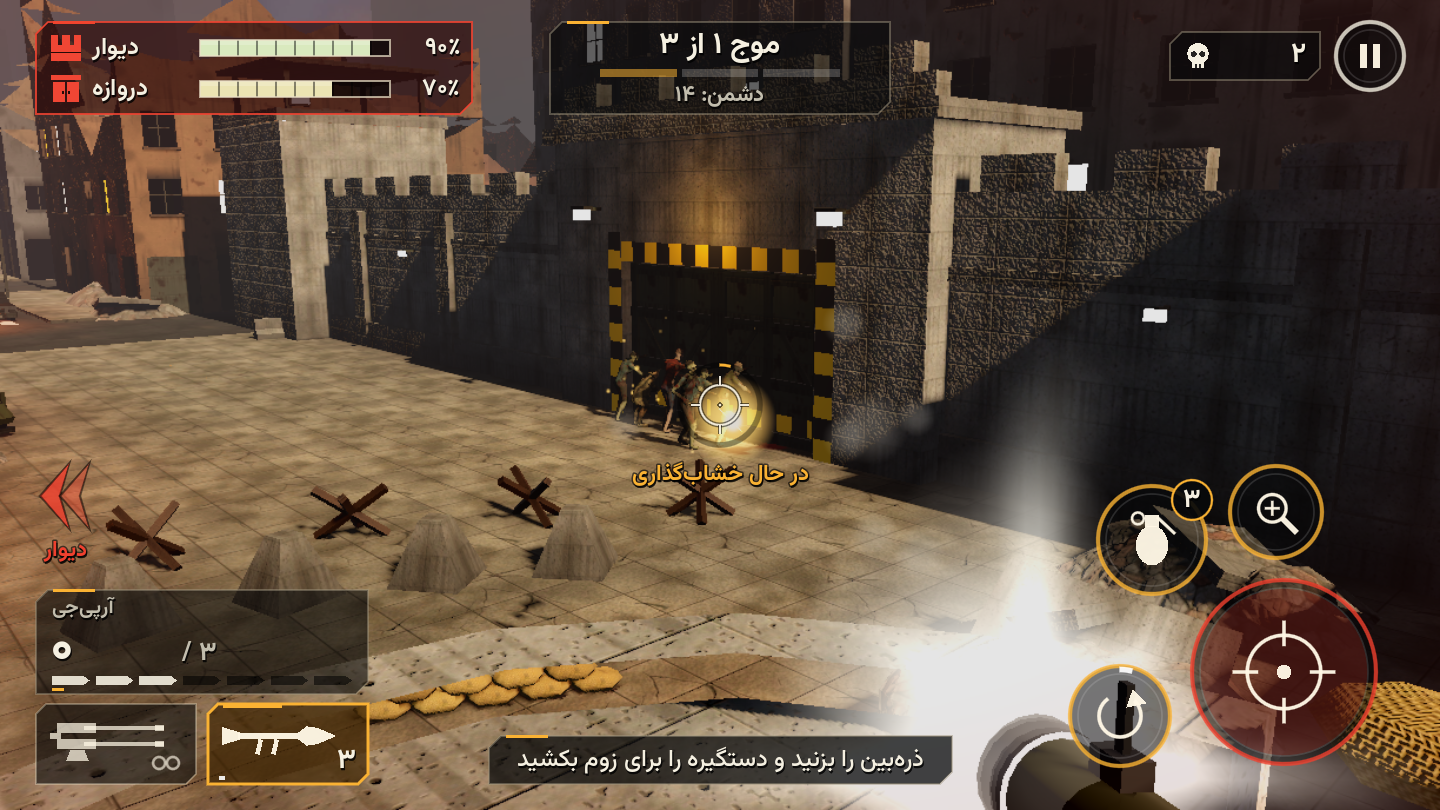 دیوار ۹۰٪
دروازه ۷۰٪
موج ۱ از ۳
دشمن: ۱۴
۲
در حال خشاب‌گذاری
دیوار
۳
آرپی‌جی
۰ / ۳
∞
۳
ذره‌بین را بزنید و دستگیره را برای زوم بکشید